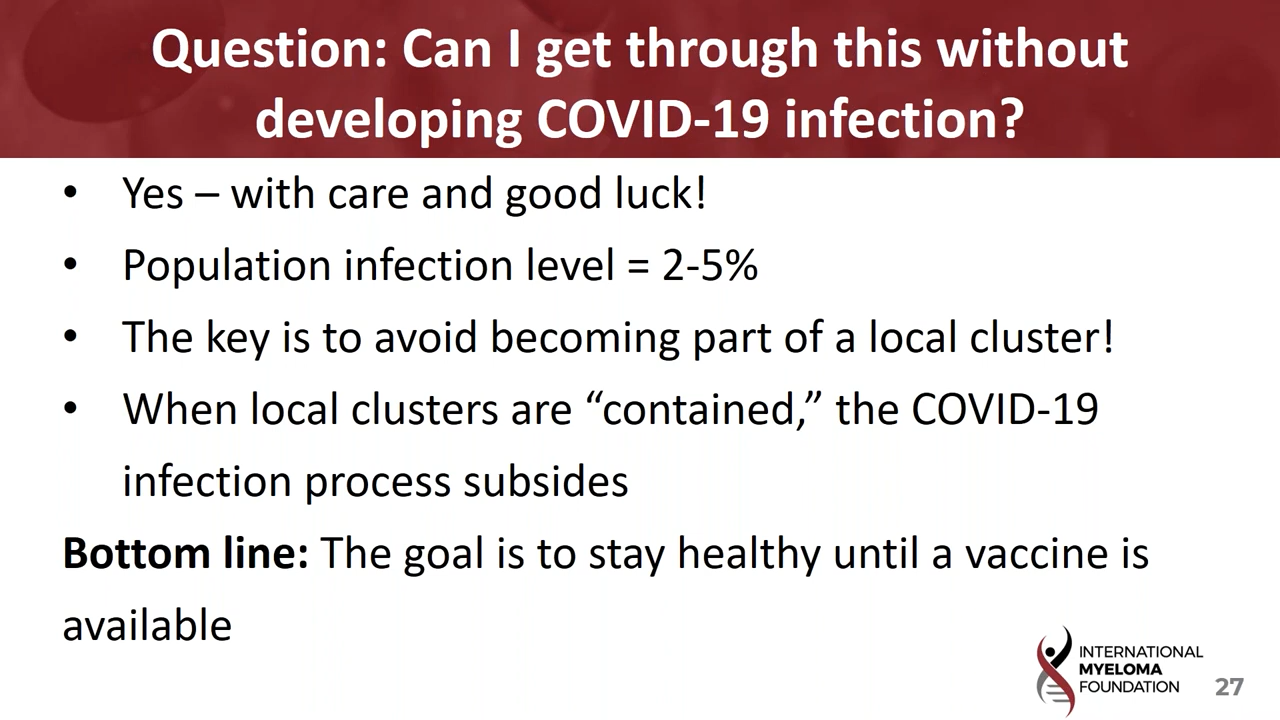 Question: Can I get through this without
developing COVID-19 infection?
• Yes – with care and good luck!
• Population infection level = 2-5%
• The key is to avoid becoming part of a local cluster!
• When local clusters are “contained,” the COVID-19
infection process subsides
Bottom line: The goal is to stay healthy until a vaccine is
available
INTERNATIONAL
MYELOMA
FOUNDATION
27